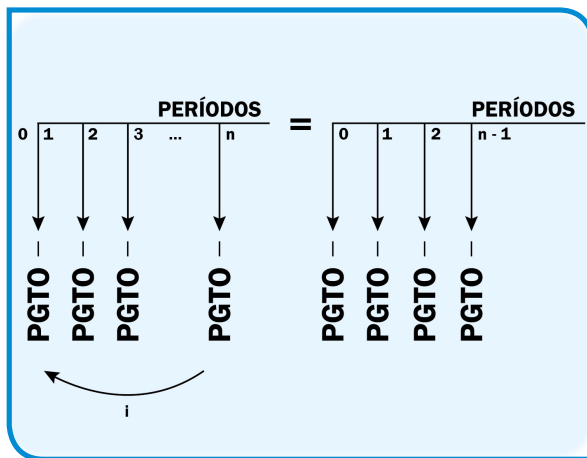 PERÍODOS
0 1 2 3 ... n
PGTO PGTO PGTO PGTO
i
=
PERÍODOS
0 1 2 n - 1
PGTO PGTO PGTO PGTO